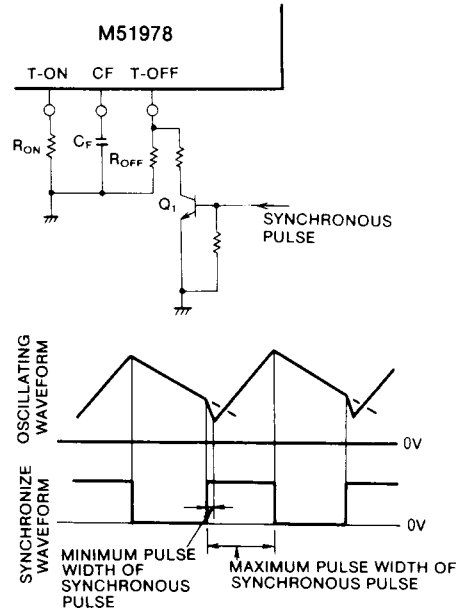 M51978
T-ON CF T-OFF
RON
CF
ROFF
Q1
SYNCHRONOUS
PULSE
OSCILLATING
WAVEFORM
0V
SYNCHRONIZE
WAVEFORM
0V
MINIMUM PULSE
WIDTH OF
SYNCHRONOUS
PULSE
MAXIMUM PULSE WIDTH OF
SYNCHRONOUS PULSE